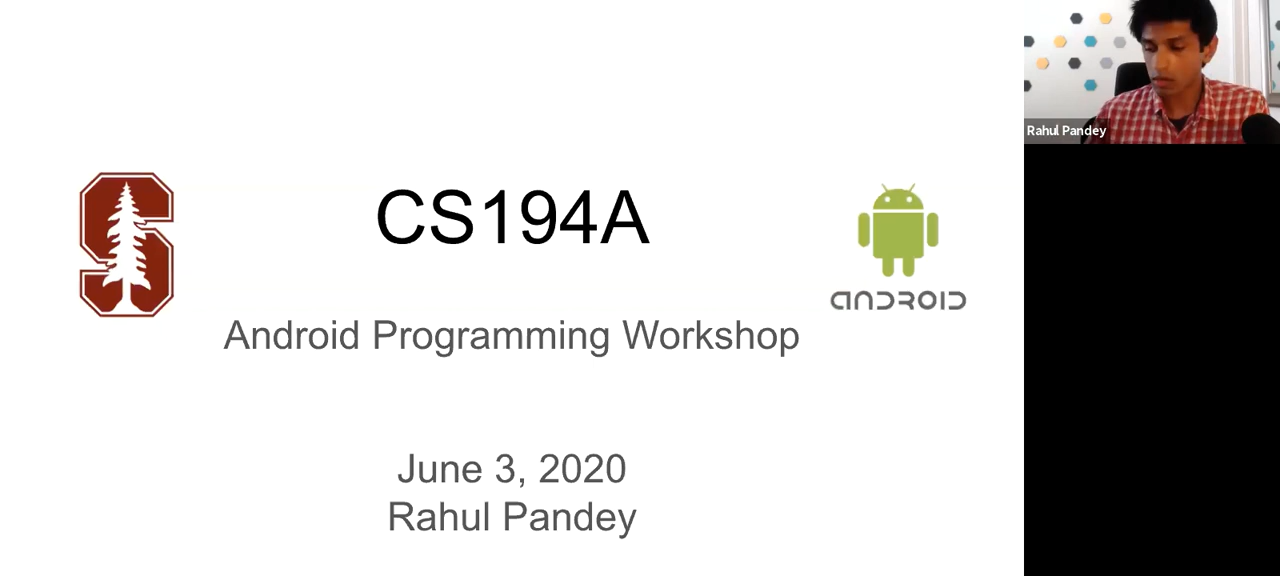 CS194A
ANDROID
Android Programming Workshop
June 3, 2020
Rahul Pandey
Rahul Pandey